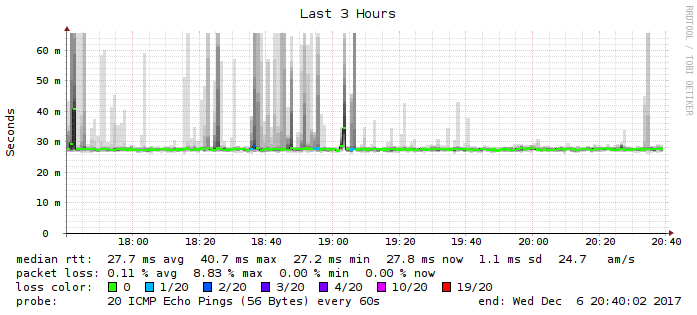 Last 3 Hours
RRDTOOL / TOBI OETIKER
Seconds
60 m
50 m
40 m
30 m
20 m
10 m
0
18:00 18:20 18:40 19:00 19:20 19:40 20:00 20:20 20:40
median rtt: 27.7 ms avg 40.7 ms max 27.2 ms min 27.8 ms now 1.1 ms sd 24.7 am/s
packet loss: 0.11 % avg 8.83 % max 0.00 % min 0.00 % now
loss color: 0 1/20 2/20 3/20 4/20 10/20 19/20
probe: 20 ICMP Echo Pings (56 Bytes) every 60s end: Wed Dec 6 20:40:02 2017